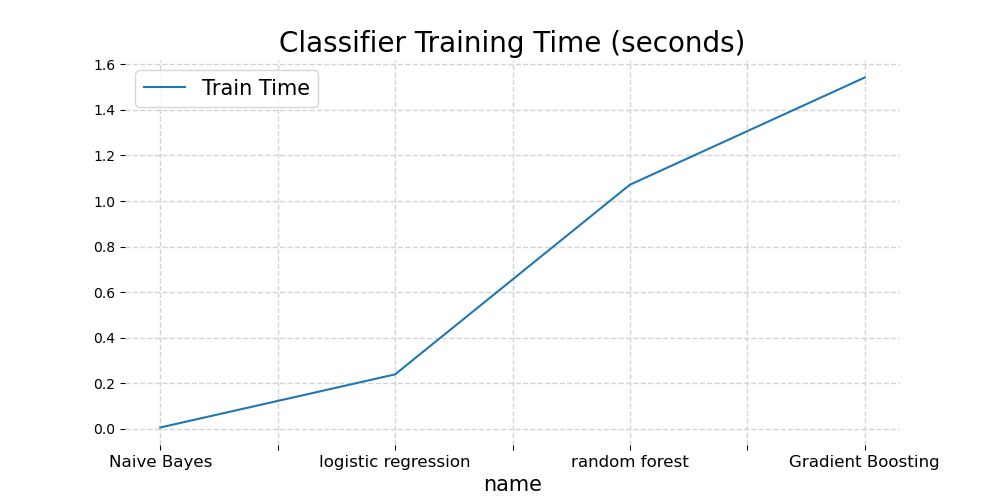 Classifier Training Time (seconds)
Train Time
1.6
1.4
1.2
1.0
0.8
0.6
0.4
0.2
0.0
Naive Bayes logistic regression random forest Gradient Boosting
name